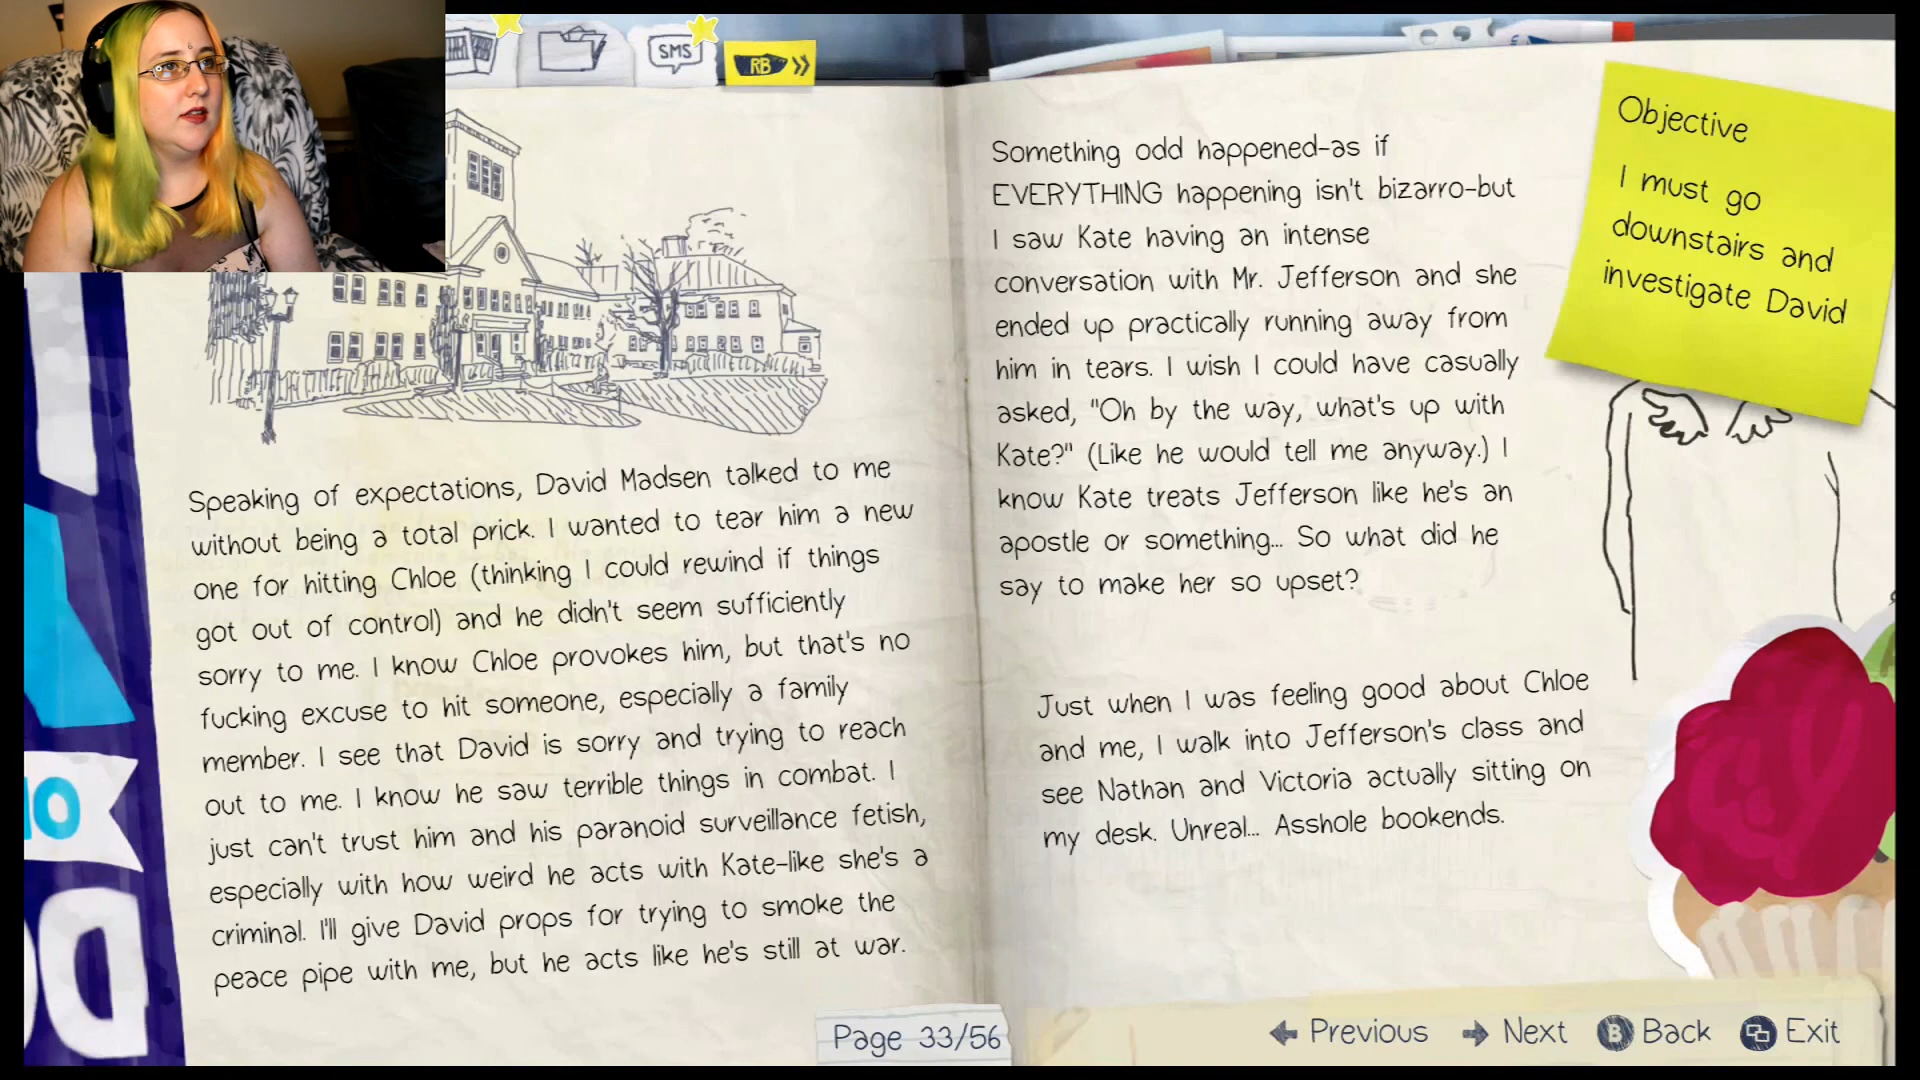 SMS
RB
Speaking of expectations, David Madsen talked to me
without being a total prick. I wanted to tear him a new
one for hitting Chloe (thinking I could rewind if things
got out of control) and he didn't seem sufficiently
sorry to me. I know Chloe provokes him, but that's no
fucking excuse to hit someone, especially a family
member. I see that David is sorry and trying to reach
out to me. I know he saw terrible things in combat. I
just can't trust him and his paranoid surveillance fetish,
especially with how weird he acts with Kate-like she's a
criminal. I'll give David props for trying to smoke the
peace pipe with me, but he acts like he's still at war.
Something odd happened-as if
EVERYTHING happening isn't bizarro-but
I saw Kate having an intense
conversation with Mr. Jefferson and she
ended up practically running away from
him in tears. I wish I could have casually
asked, "Oh by the way, what's up with
Kate?" (Like he would tell me anyway.) I
know Kate treats Jefferson like he's an
apostle or something... So what did he
say to make her so upset?
Just when I was feeling good about Chloe
and me, I walk into Jefferson's class and
see Nathan and Victoria actually sitting on
my desk. Unreal... Asshole bookends.
Objective
I must go
downstairs and
investigate David
Page 33/56
Previous
Next
B Back
Exit